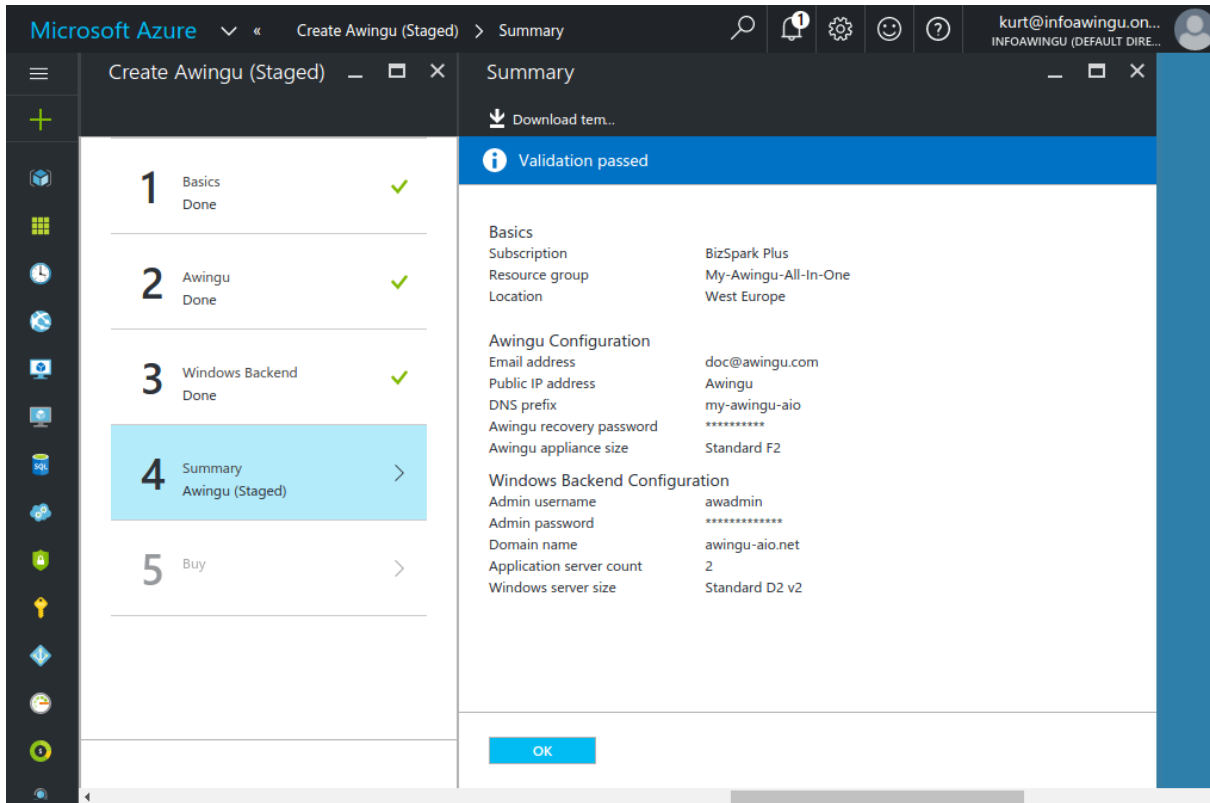 Microsoft Azure « Create Awingu (Staged) > Summary 1 ? kurt@infoawingu.on...
INFOAWINGU (DEFAULT DIRE...
Create Awingu (Staged)
1 Basics
Done
2 Awingu
Done
3 Windows Backend
Done
4 Summary
Awingu (Staged)
5 Buy
Summary
Download tem...
Validation passed
Basics
Subscription BizSpark Plus
Resource group My-Awingu-All-In-One
Location West Europe
Awingu Configuration
Email address doc@awingu.com
Public IP address Awingu
DNS prefix my-awingu-aio
Awingu recovery password **********
Awingu appliance size Standard F2
Windows Backend Configuration
Admin username awadmin
Admin password *************
Domain name awingu-aio.net
Application server count 2
Windows server size Standard D2 v2
OK
SQL